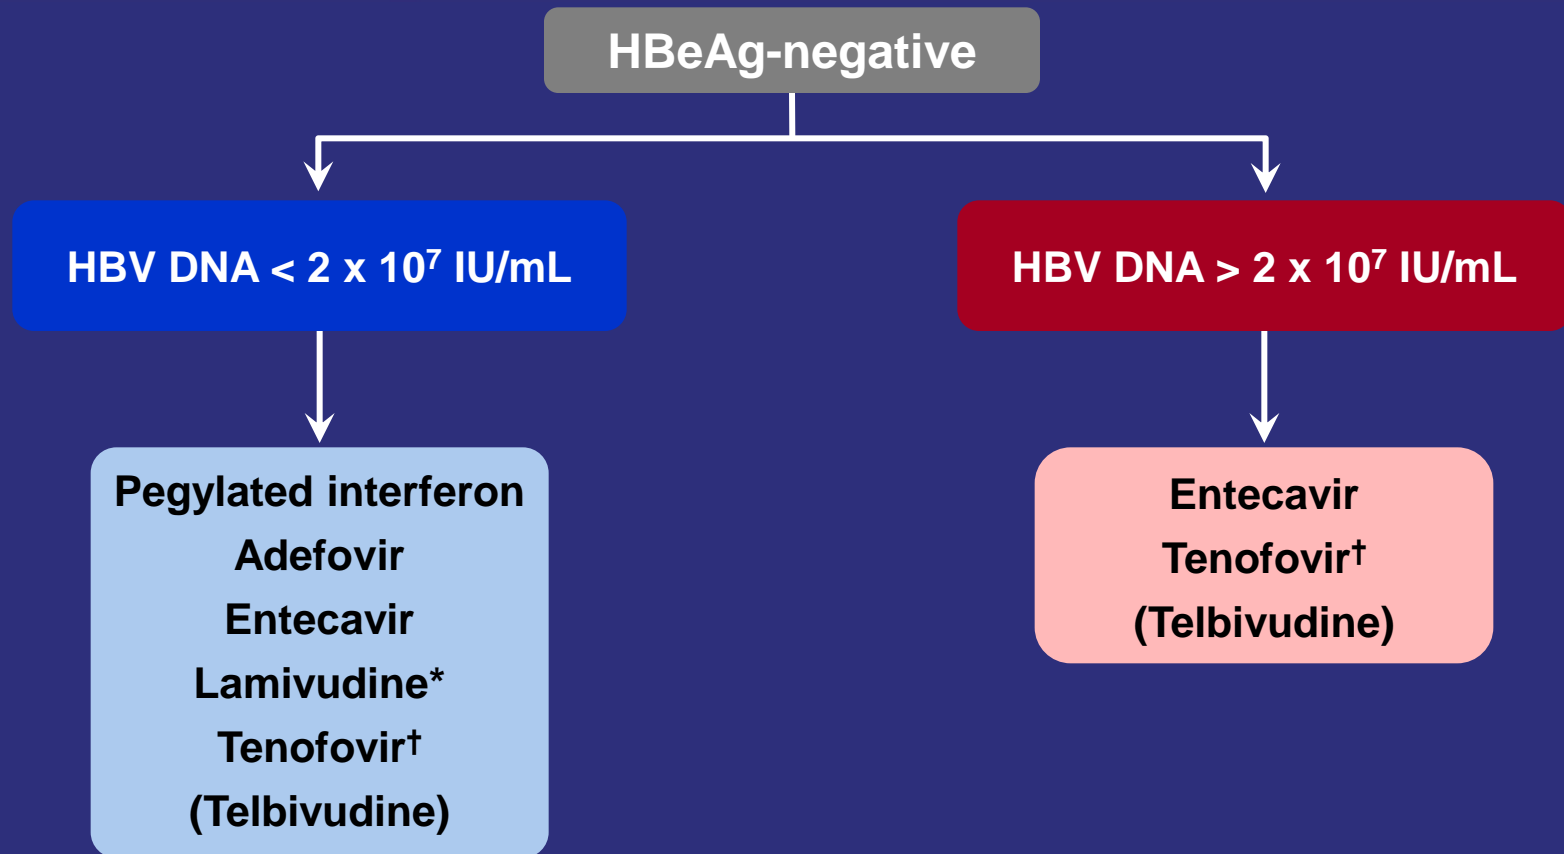 HBeAg-negative
HBV DNA < 2 x 10⁷ IU/mL
HBV DNA > 2 x 10⁷ IU/mL
Pegylated interferon
Adefovir
Entecavir
Lamivudine*
Tenofovir†
(Telbivudine)
Entecavir
Tenofovir†
(Telbivudine)